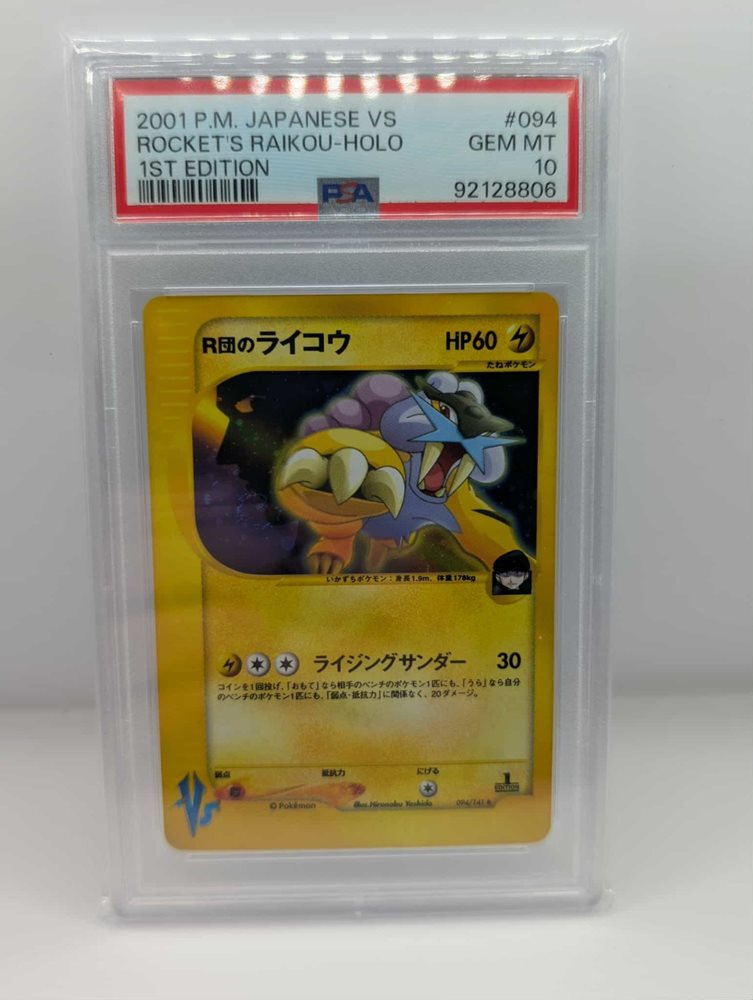 2001 P.M. JAPANESE VS #094
ROCKET'S RAIKOU-HOLO GEM MT
1ST EDITION 10
PSA 92128806
R団のライコウ HP60
たねポケモン
いかずちポケモン:身長1.9m、体重178kg
ライジングサンダー 30
コインを1回投げ、「おもて」なら相手のベンチのポケモン1匹にも、「うら」なら自分
のベンチのポケモン1匹にも、「弱点・抵抗力」に関係なく、20ダメージ。
弱点 抵抗力 にげる
1
EDITION
VS
©Pokémon Illus.Hironobu Yoshida 094/141 ★